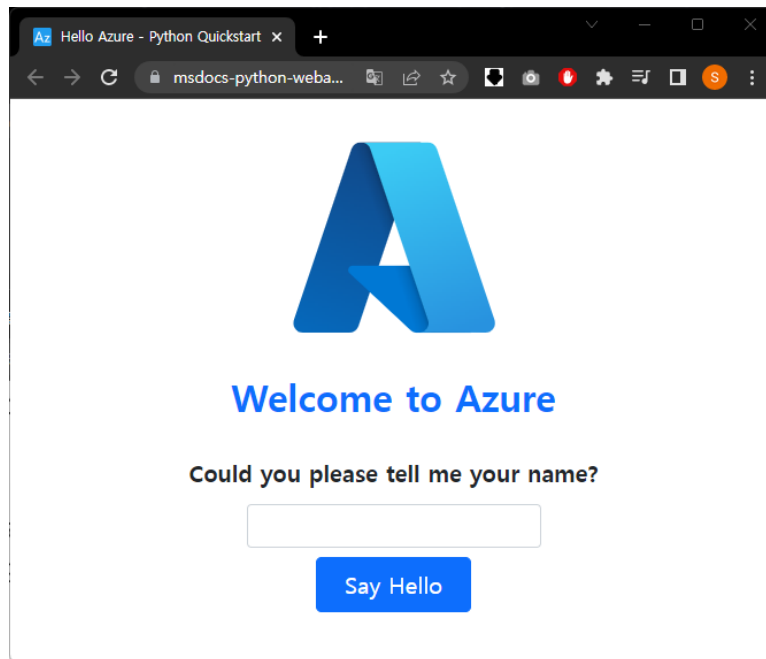 Az Hello Azure - Python Quickstart
msdocs-python-weba...
S
Welcome to Azure
Could you please tell me your name?
Say Hello